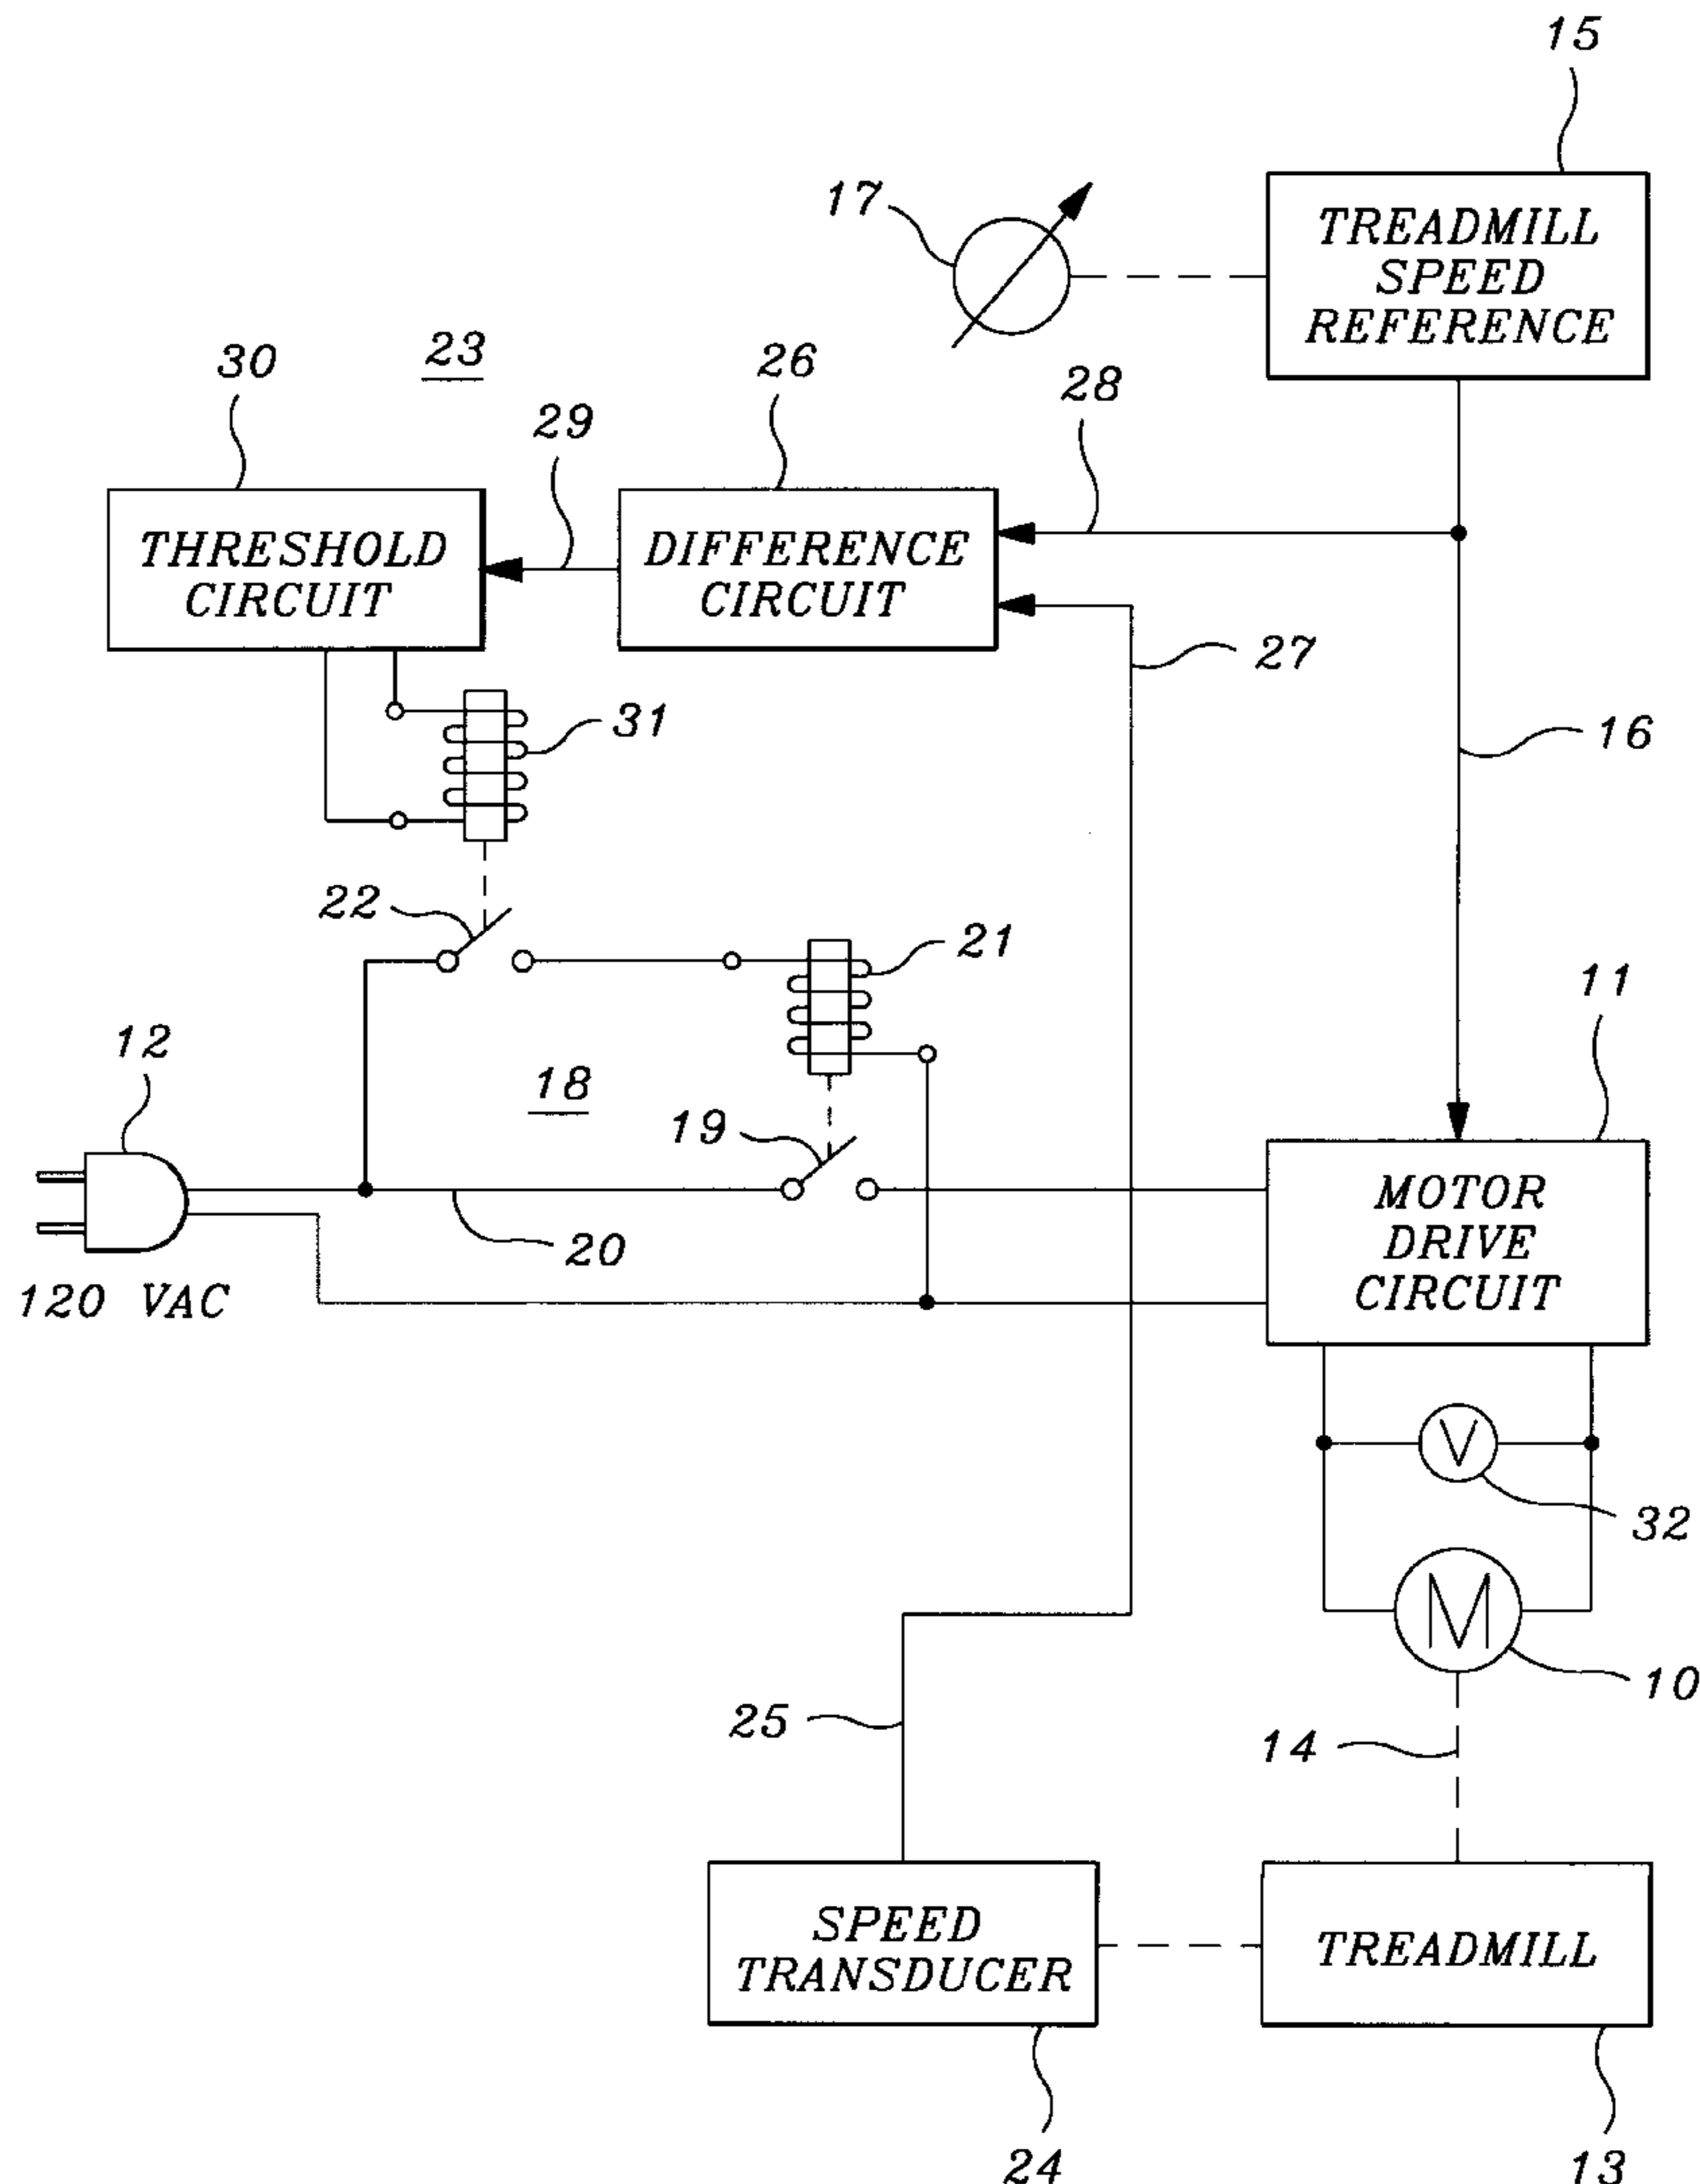 15
17
TREADMILL
SPEED
REFERENCE
30
23
26
28
29
THRESHOLD
CIRCUIT
DIFFERENCE
CIRCUIT
27
31
16
22
21
11
12
18
19
MOTOR
DRIVE
CIRCUIT
20
120 VAC
V
32
M
10
25
14
SPEED
TRANSDUCER
TREADMILL
24
13